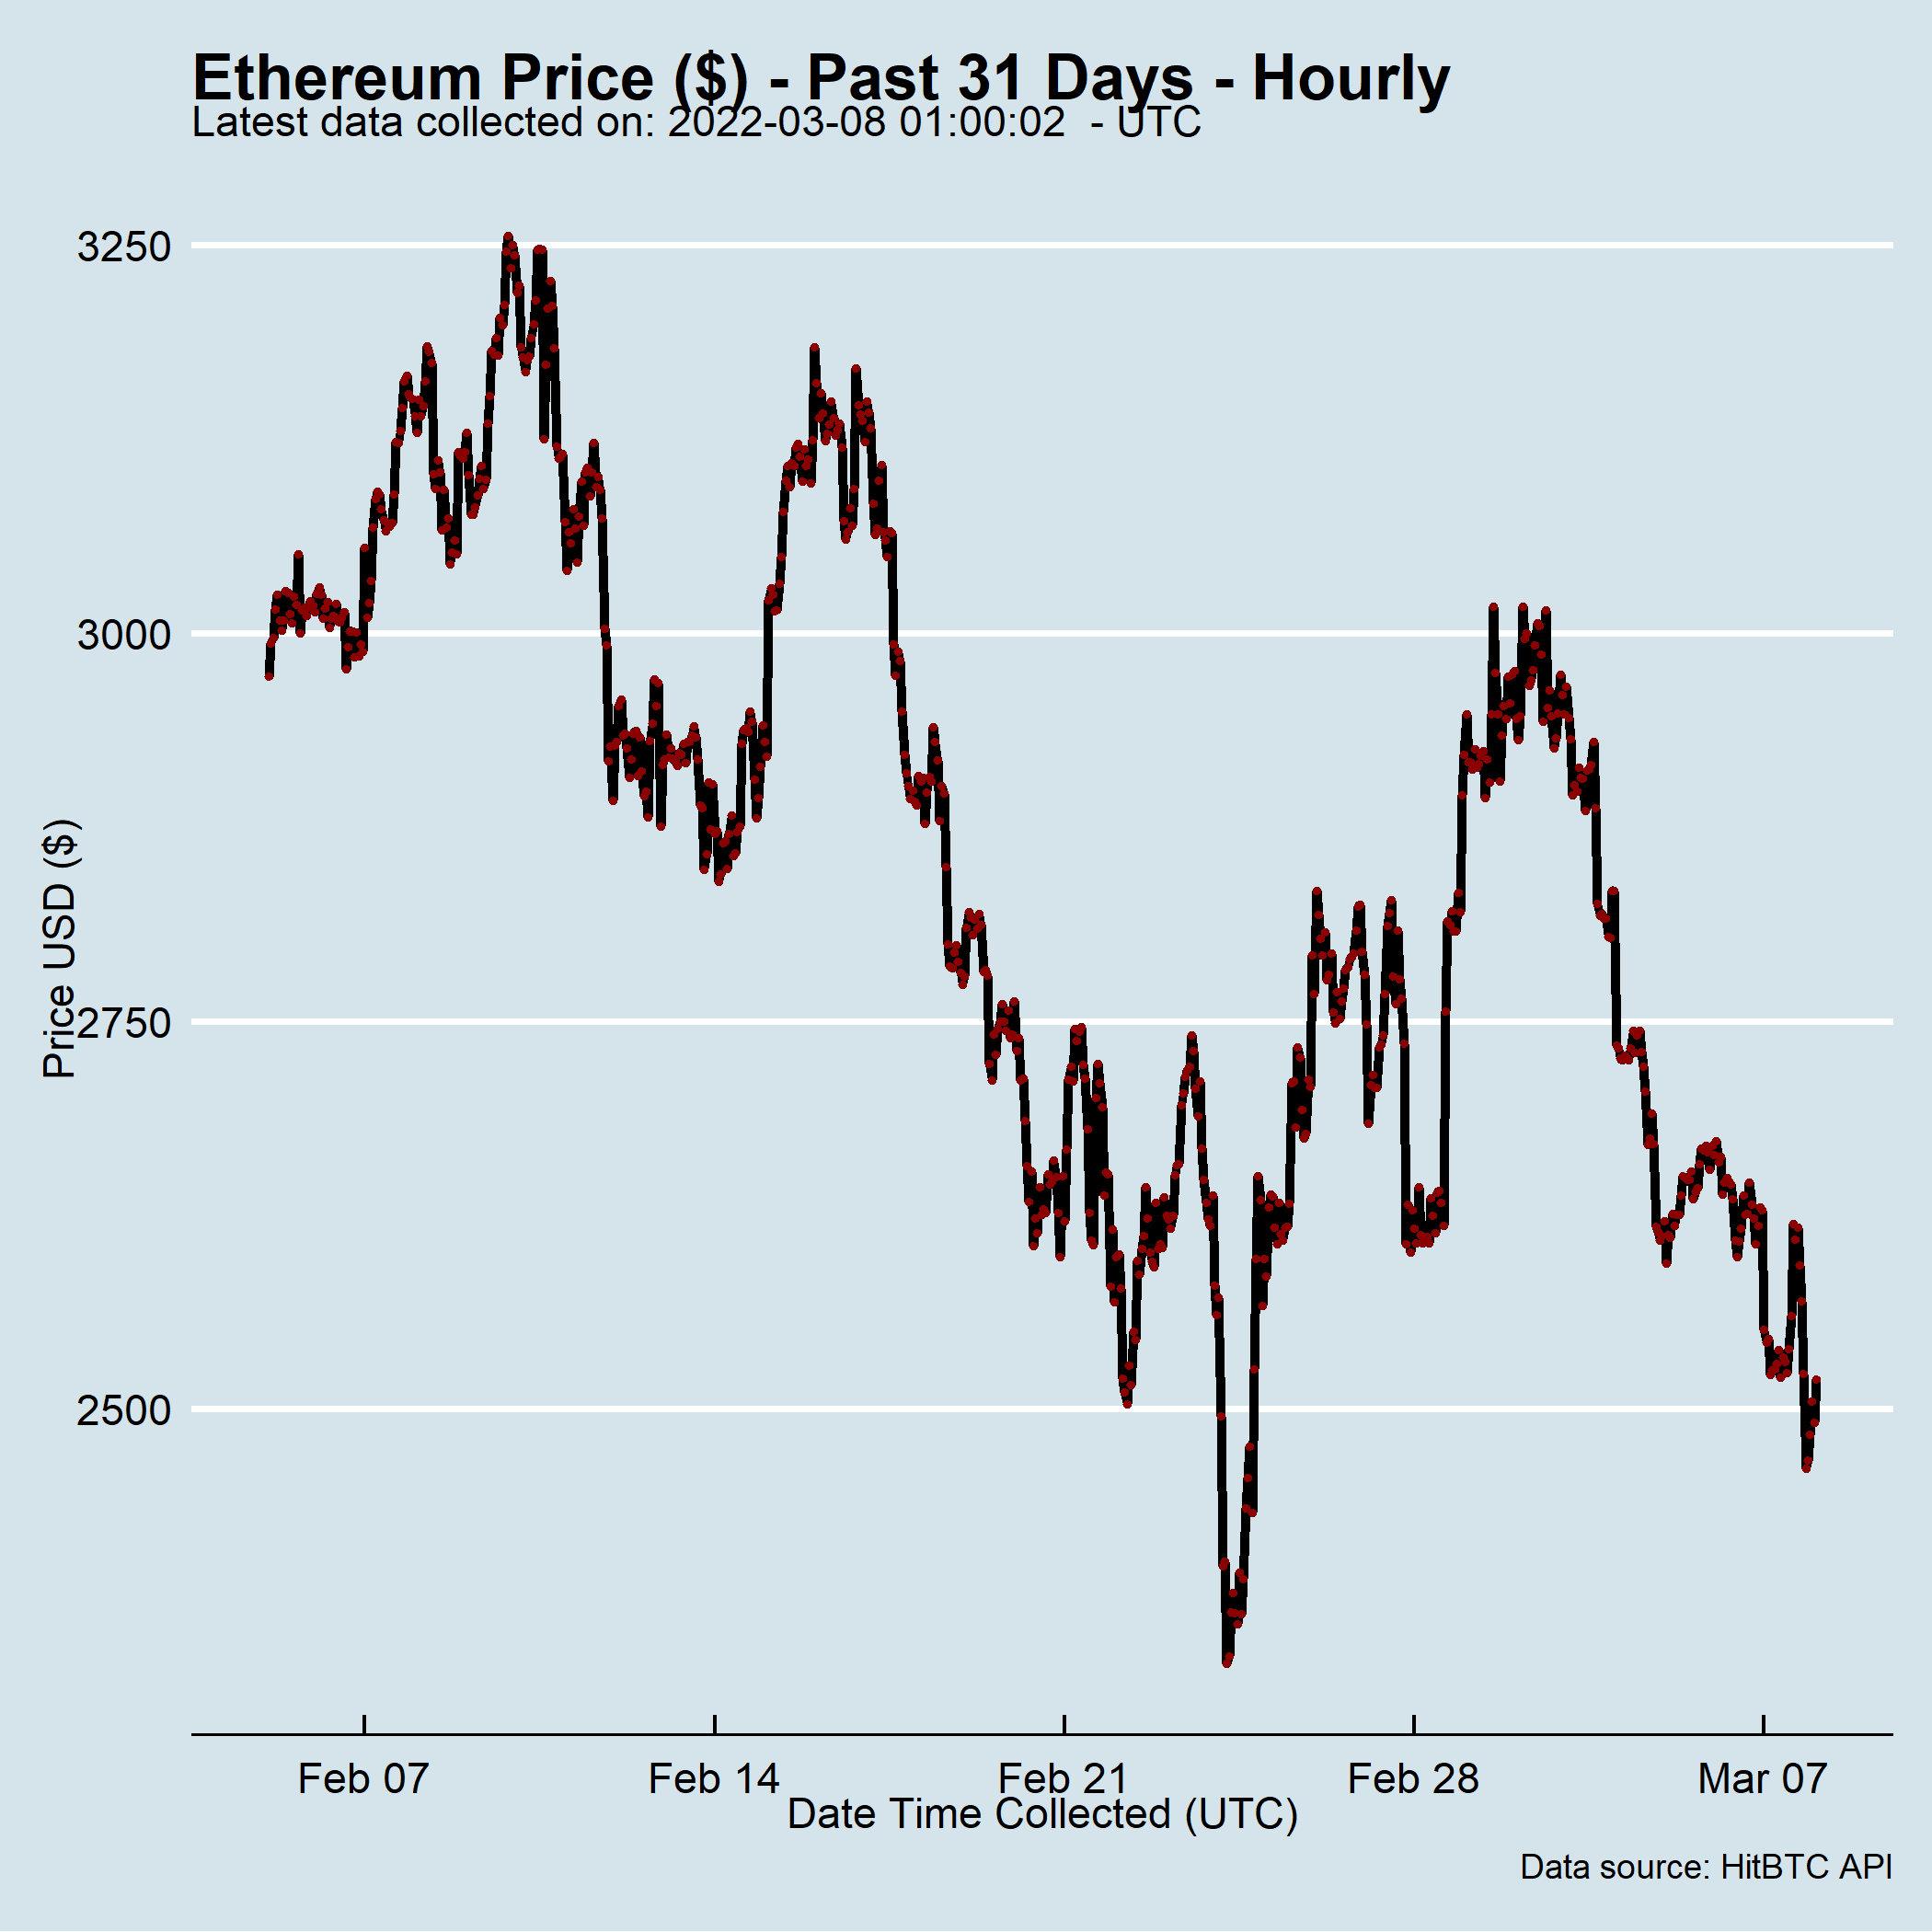 Ethereum Price ($) - Past 31 Days - Hourly
Latest data collected on: 2022-03-08 01:00:02  - UTC
3250
3000
2750
2500
Price USD ($)
Feb 07
Feb 14
Feb 21
Feb 28
Mar 07
Date Time Collected (UTC)
Data source: HitBTC API